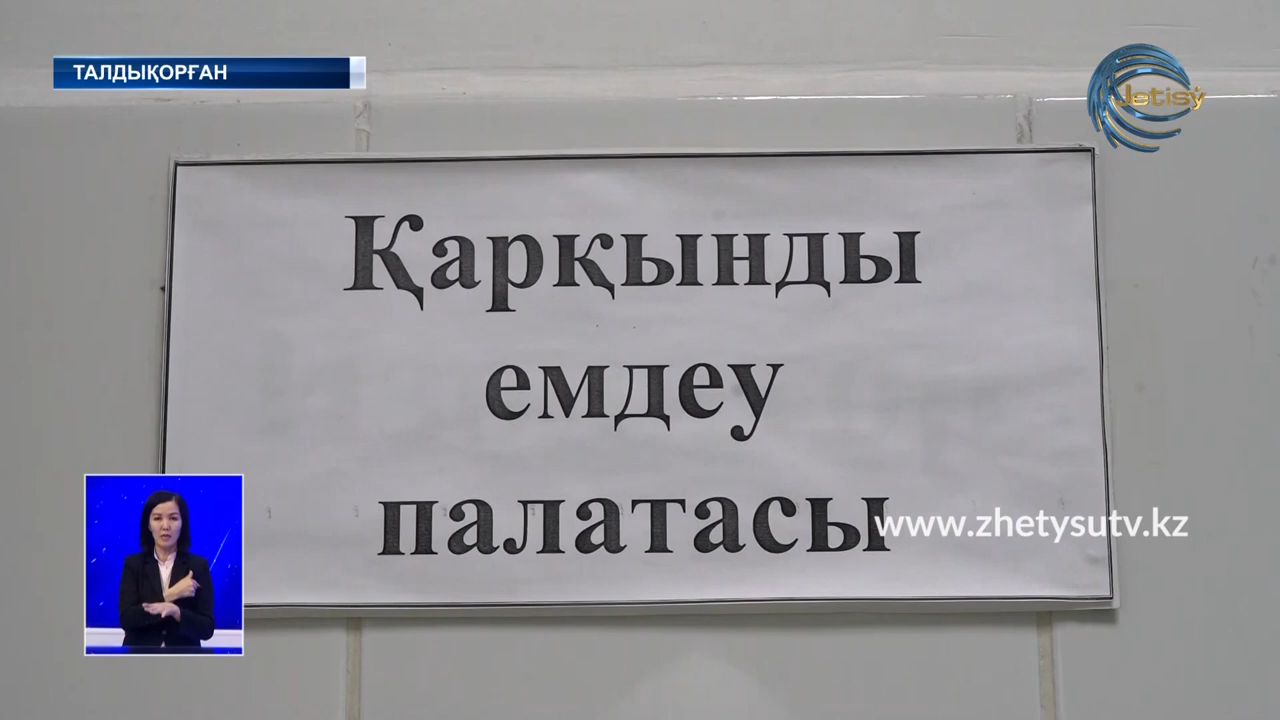 ТАЛДЫҚОРҒАН
Jetisý
Қарқынды
емдеу
палатасы
www.zhetysutv.kz